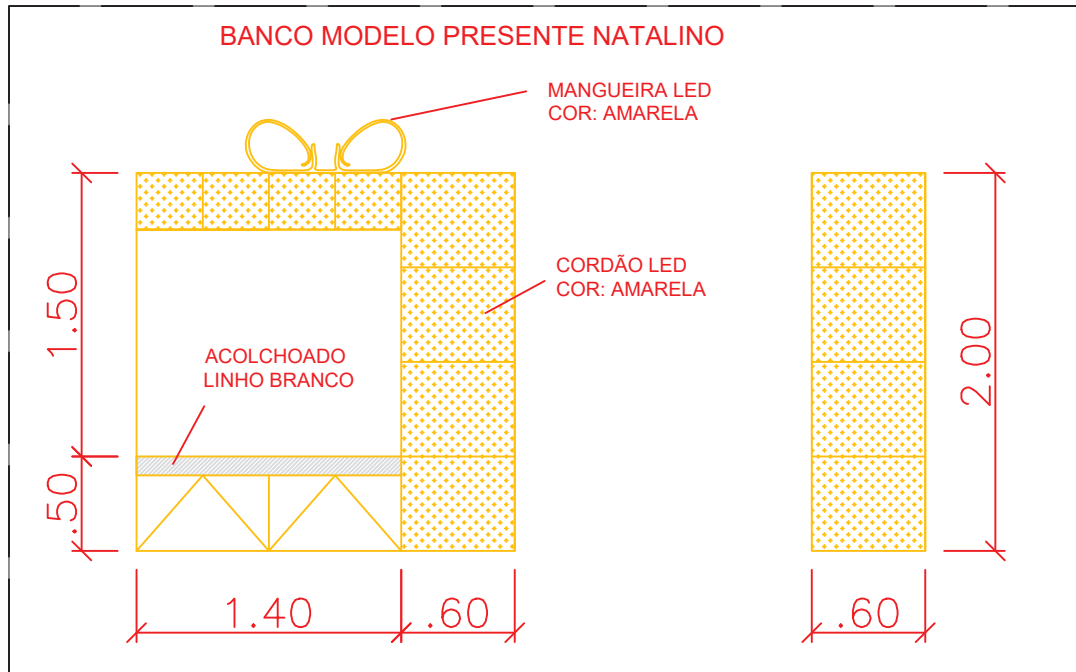 BANCO MODELO PRESENTE NATALINO
MANGUEIRA LED
COR: AMARELA
CORDÃO LED
COR: AMARELA
ACOLCHOADO
LINHO BRANCO
1.50
.50
2.00
1.40
.60
.60